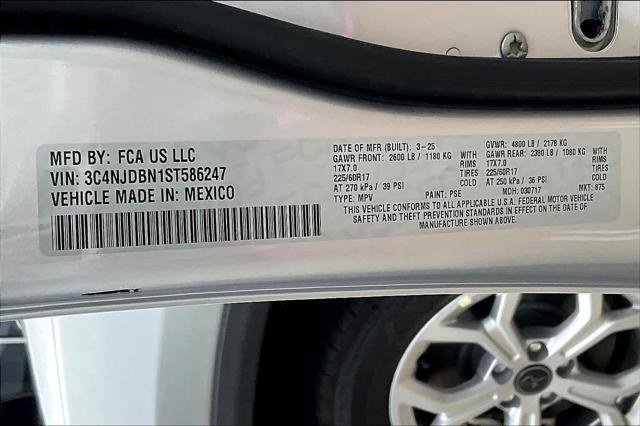 MFD BY: FCA US LLC
VIN: 3C4NJDBN1ST586247
VEHICLE MADE IN: MEXICO
DATE OF MFR (BUILT): 3-25
GAWR FRONT: 2600 LB / 1180 KG WITH
17X7.0 RIMS
225/60R17 TIRES
AT 270 kPa / 39 PSI COLD
TYPE: MPV PAINT: PSE
GVWR: 4800 LB / 2178 KG
GAWR REAR: 2380 LB / 1080 KG WITH
17X7.0 RIMS
225/60R17 TIRES
AT 250 kPa / 36 PSI COLD
MDH: 030717 MKT: 875
THIS VEHICLE CONFORMS TO ALL APPLICABLE U.S.A. FEDERAL MOTOR VEHICLE
SAFETY AND THEFT PREVENTION STANDARDS IN EFFECT ON THE DATE OF
MANUFACTURE SHOWN ABOVE.